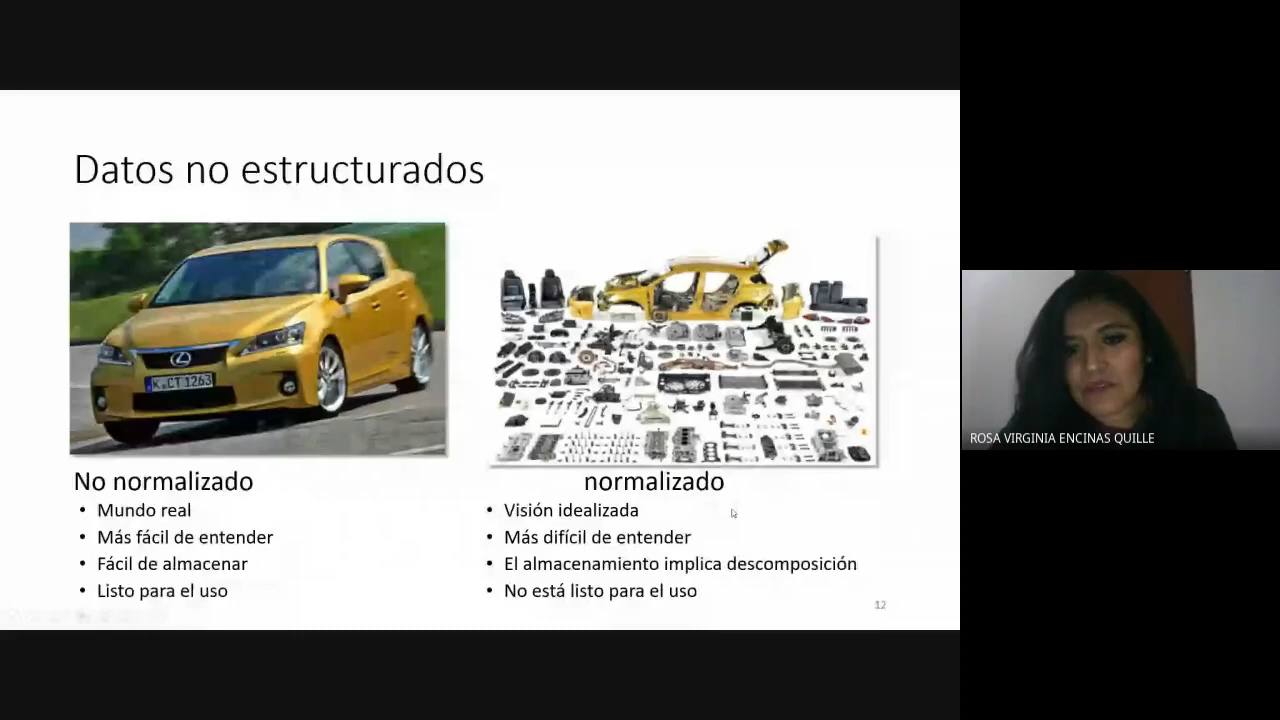 Datos no estructurados
K CT 1263
No normalizado
• Mundo real
• Más fácil de entender
• Fácil de almacenar
• Listo para el uso
normalizado
• Visión idealizada
• Más difícil de entender
• El almacenamiento implica descomposición
• No está listo para el uso
12
ROSA VIRGINIA ENCINAS QUILLE